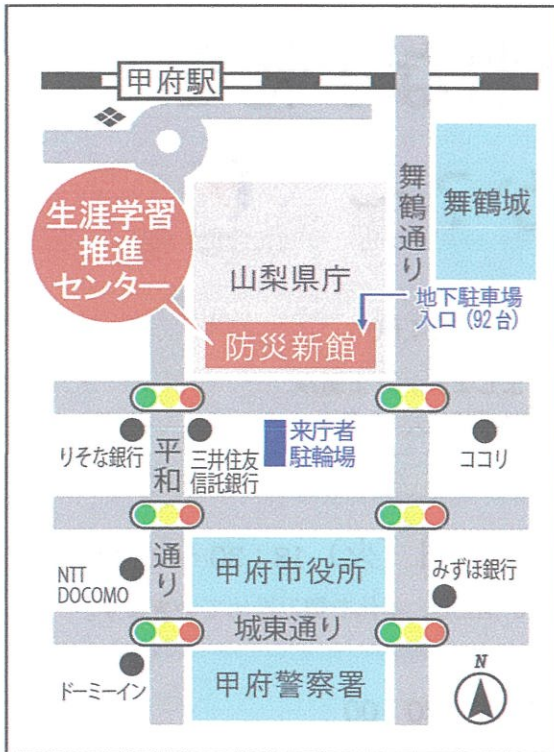 甲府駅
生涯学習
推進
センター
山梨県庁
防災新館
舞鶴通り
舞鶴城
地下駐車場
入口（92台）
りそな銀行
平和通り
三井住友
信託銀行
来庁者
駐輪場
ココリ
NTT
DOCOMO
甲府市役所
みずほ銀行
城東通り
ドーミーイン
甲府警察署
N